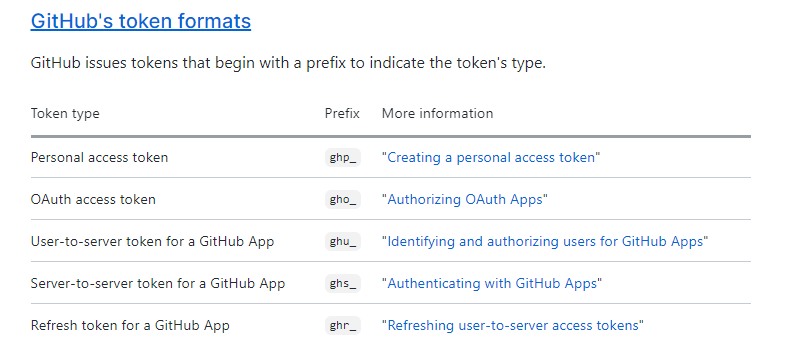 GitHub's token formats
GitHub issues tokens that begin with a prefix to indicate the token's type.
Token type Prefix More information
Personal access token ghp_ "Creating a personal access token"
OAuth access token gho_ "Authorizing OAuth Apps"
User-to-server token for a GitHub App ghu_ "Identifying and authorizing users for GitHub Apps"
Server-to-server token for a GitHub App ghs_ "Authenticating with GitHub Apps"
Refresh token for a GitHub App ghr_ "Refreshing user-to-server access tokens"